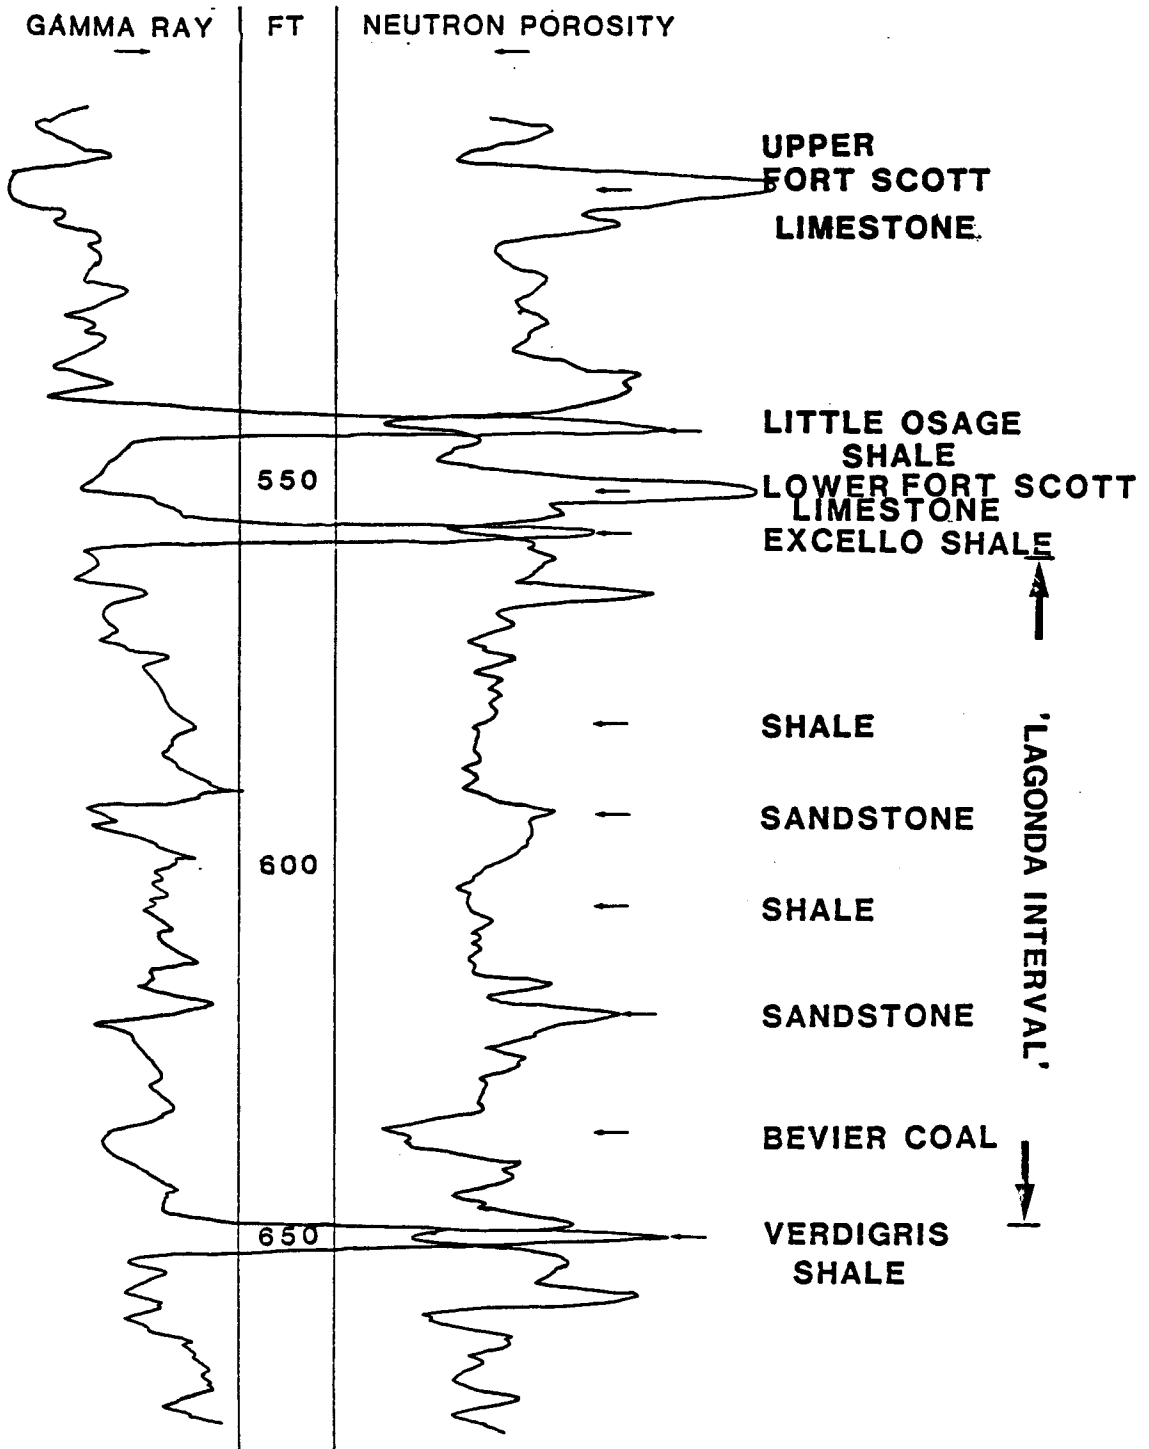 GAMMA RAY FT NEUTRON POROSITY
UPPER
FORT SCOTT
LIMESTONE
LITTLE OSAGE
SHALE
550
LOWER FORT SCOTT
LIMESTONE
EXCELLO SHALE
SHALE
SANDSTONE
600
SHALE
SANDSTONE
'LAGONDA INTERVAL'
BEVIER COAL
650
VERDIGRIS
SHALE